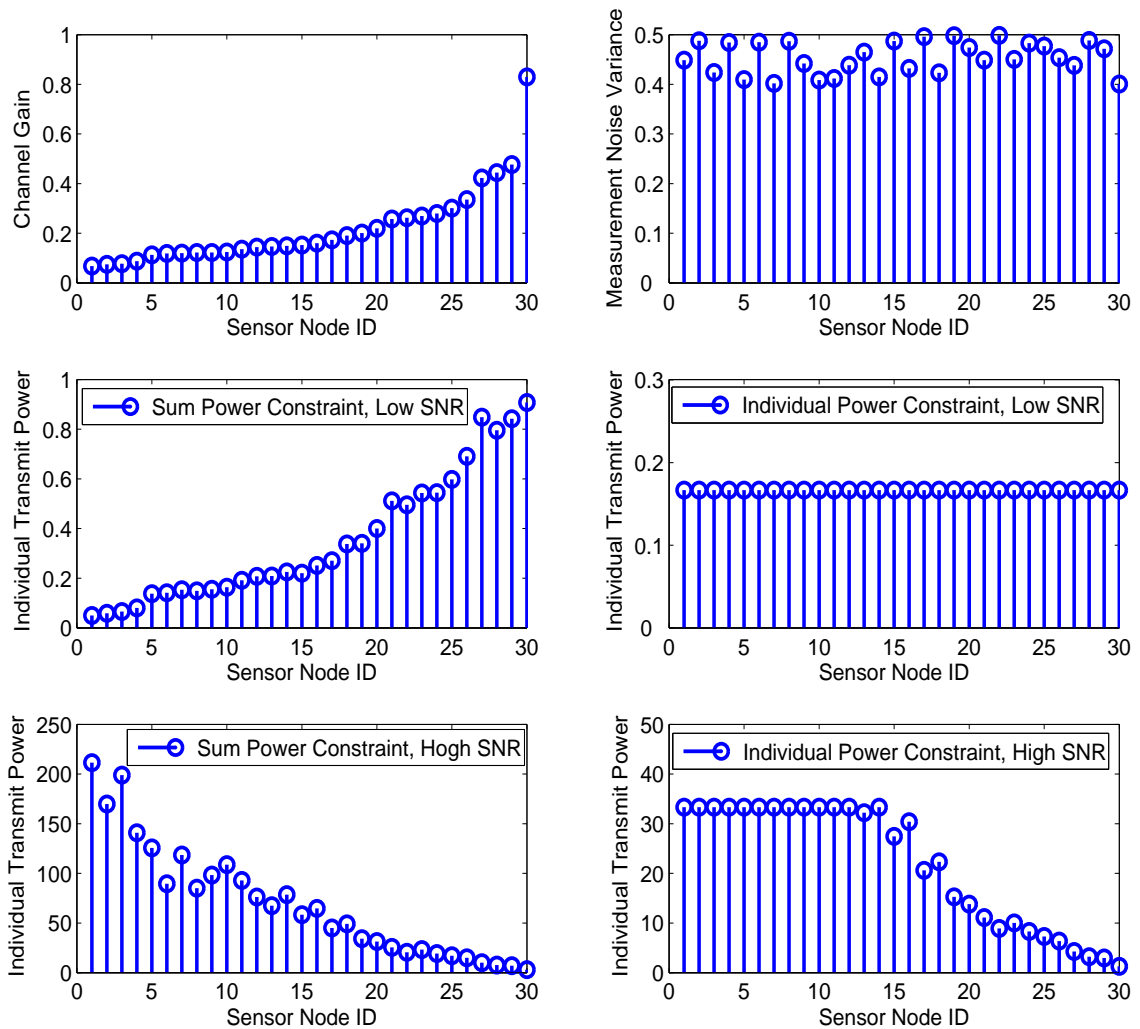 1
0.8
0.6
0.4
0.2
0
Channel Gain
0 5 10 15 20 25 30
Sensor Node ID
0.5
0.4
0.3
0.2
0.1
0
Measurement Noise Variance
0 5 10 15 20 25 30
Sensor Node ID
1
0.8
0.6
0.4
0.2
0
Individual Transmit Power
Sum Power Constraint, Low SNR
0 5 10 15 20 25 30
Sensor Node ID
0.3
0.2
0.1
0
Individual Transmit Power
Individual Power Constraint, Low SNR
0 5 10 15 20 25 30
Sensor Node ID
250
200
150
100
50
0
Individual Transmit Power
Sum Power Constraint, Hogh SNR
0 5 10 15 20 25 30
Sensor Node ID
50
40
30
20
10
0
Individual Transmit Power
Individual Power Constraint, High SNR
0 5 10 15 20 25 30
Sensor Node ID